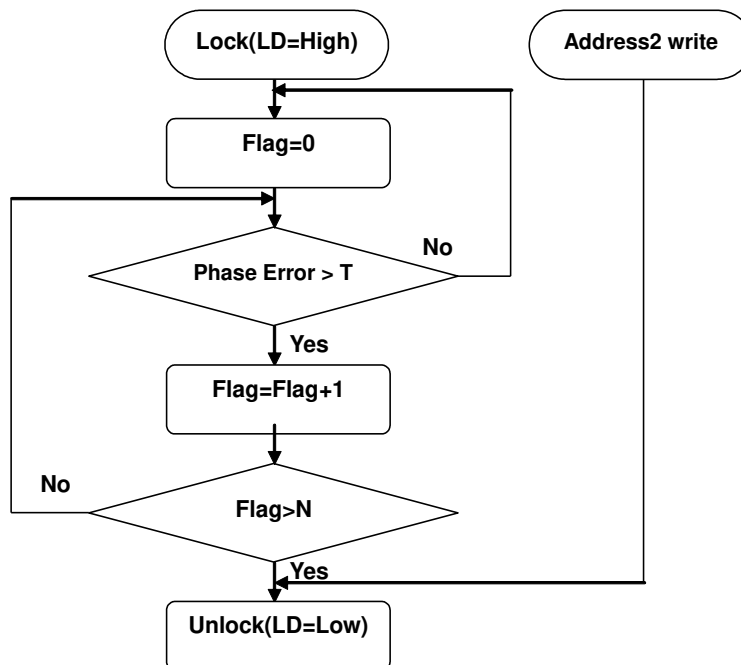 Lock(LD=High)
Address2 write
Flag=0
No
Phase Error > T
Yes
Flag=Flag+1
No
Flag>N
Yes
Unlock(LD=Low)